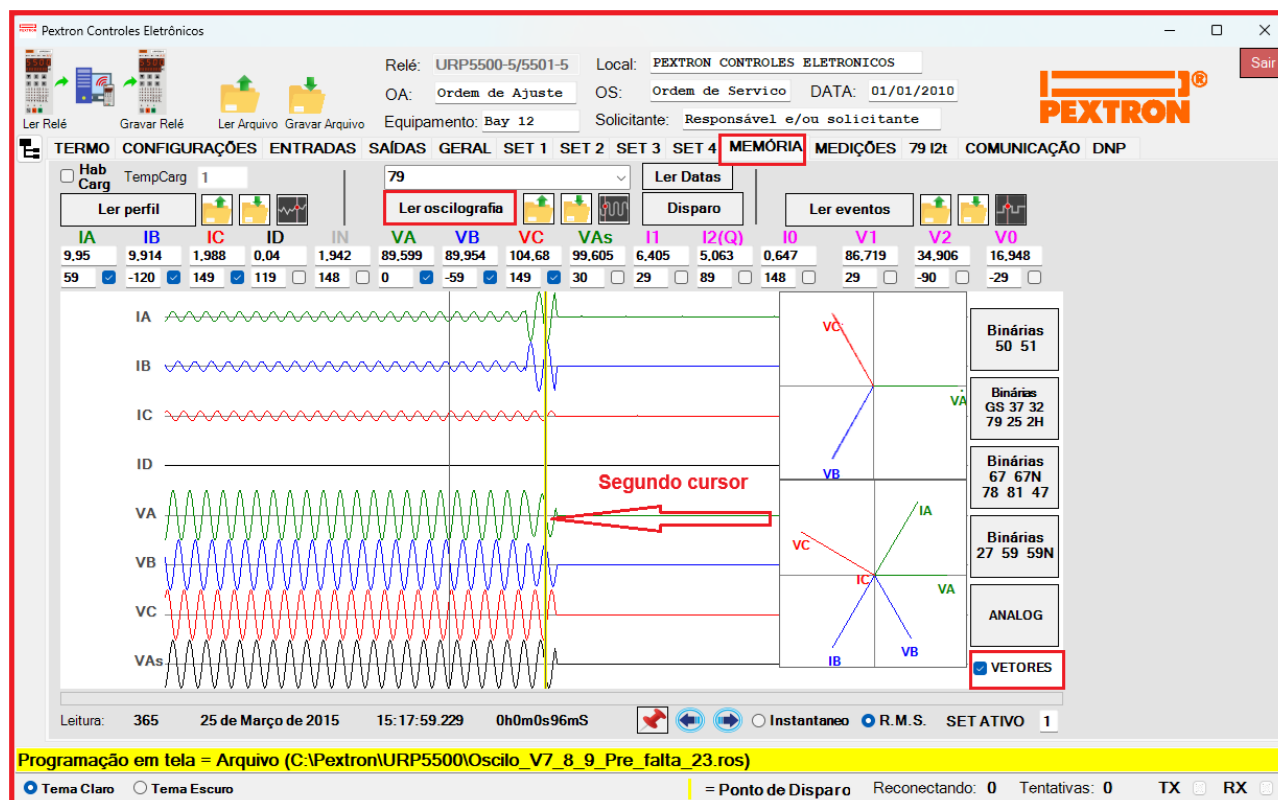 Pextron Controles Eletrônicos
Relé: URP5500-5/5501-5 Local: PEXTRON CONTROLES ELETRONICOS Sair
OA: Ordem de Ajuste OS: Ordem de Servico DATA: 01/01/2010
Ler Relé Gravar Relé Ler Arquivo Gravar Arquivo Equipamento: Bay 12 Solicitante: Responsável e/ou solicitante
PEXTRON®
TERMO CONFIGURAÇÕES ENTRADAS SAÍDAS GERAL SET 1 SET 2 SET 3 SET 4 MEMÓRIA MEDIÇÕES 79 I2t COMUNICAÇÃO DNP
Hab Carg TempCarg 1 79 Ler Datas
Ler perfil Ler oscilografia Disparo Ler eventos
IA IB IC ID IN VA VB VC VAs I1 I2(Q) I0 V1 V2 V0
9,95 9,914 1,988 0,04 1,942 89,599 89,954 104,68 99,605 6,405 5,063 0,647 86,719 34,906 16,948
59 -120 149 119 148 0 -59 149 30 29 89 148 29 -90 -29
IA
IB
IC
ID
VA
VB
VC
VAs
Segundo cursor
VC
VA
VB
IA
VC
IC
VA
VB
IB
Binárias
50 51
Binárias
GS 37 32
79 25 2H
Binárias
67 67N
78 81 47
Binárias
27 59 59N
ANALOG
VETORES
Leitura: 365 25 de Março de 2015 15:17:59.229 0h0m0s96mS Instantaneo R.M.S. SET ATIVO 1
Programação em tela = Arquivo (C:\Pextron\URP5500\Oscilo_V7_8_9_Pre_falta_23.ros)
Tema Claro Tema Escuro = Ponto de Disparo Reconectando: 0 Tentativas: 0 TX RX